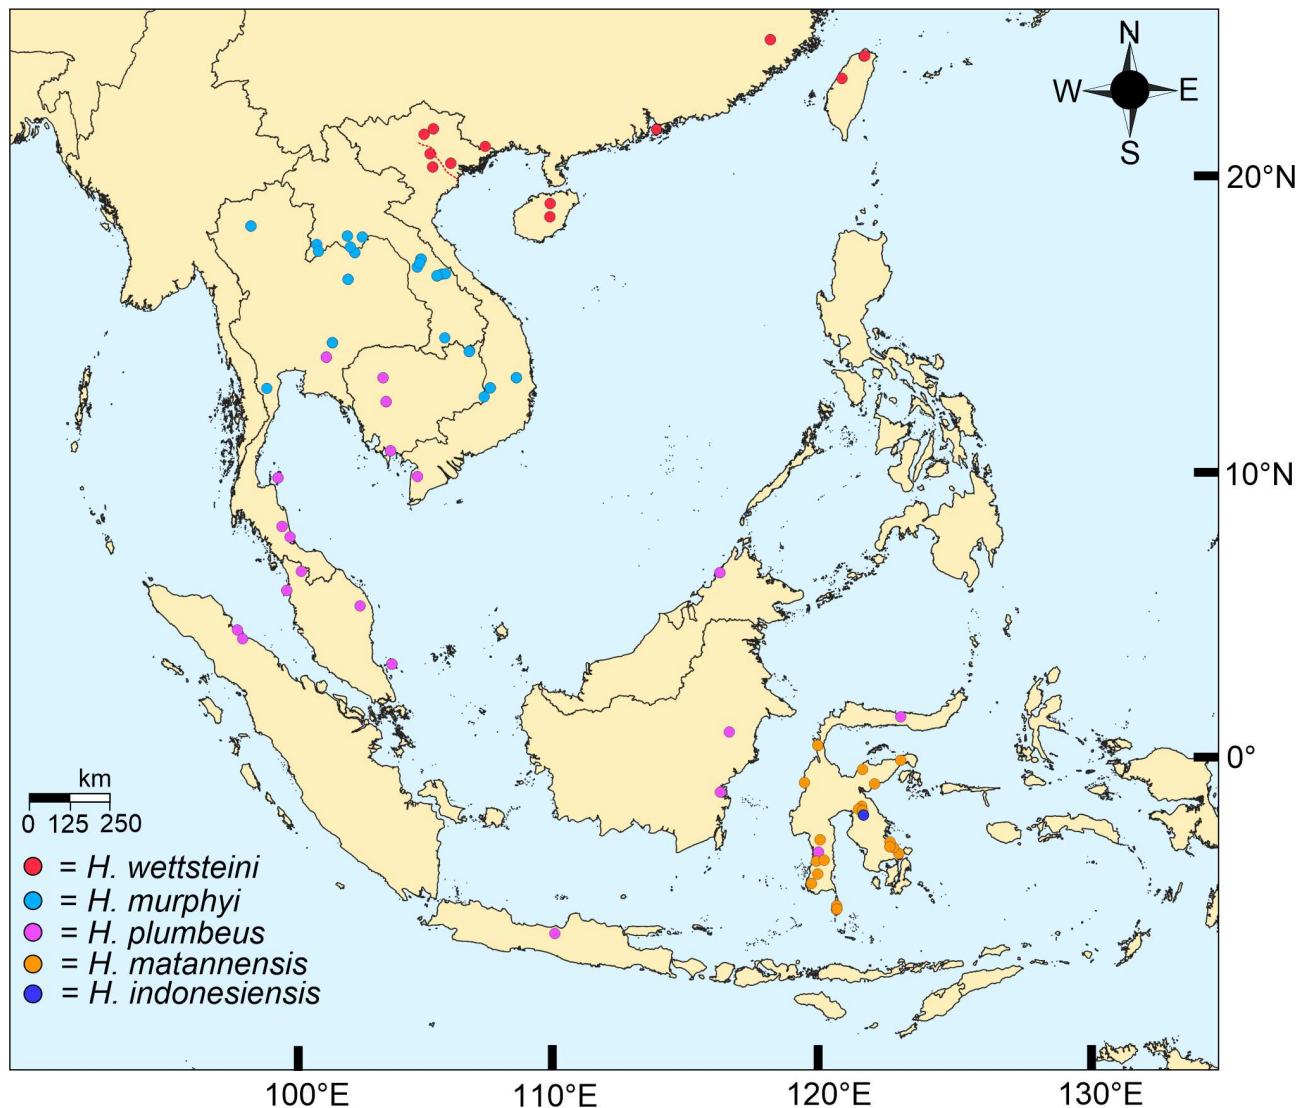 N
W E
S
20°N
10°N
0°
km
0 125 250
= H. wettsteini
= H. murphyi
= H. plumbeus
= H. matannensis
= H. indonesiensis
100°E 110°E 120°E 130°E